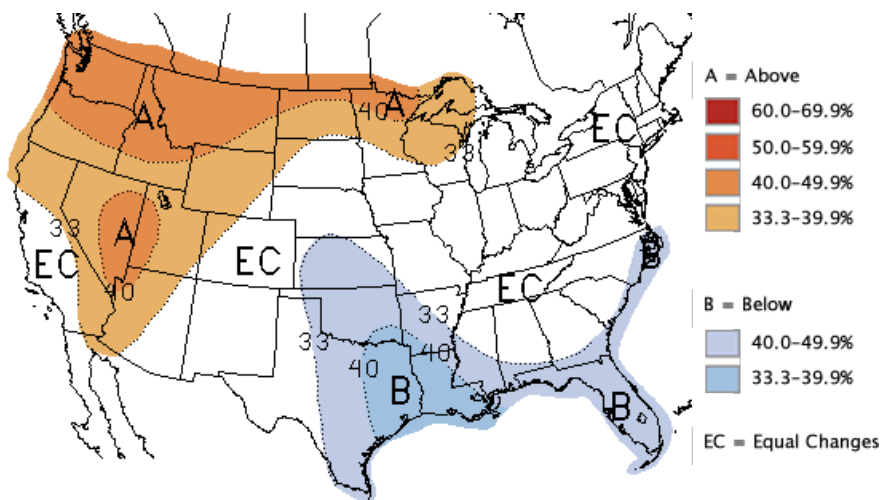 A
40
A
33
EC
33
A
EC
40
EC
EC
B
33
33
40
40
B
B
A = Above
60.0-69.9%
50.0-59.9%
40.0-49.9%
33.3-39.9%
B = Below
40.0-49.9%
33.3-39.9%
EC = Equal Changes